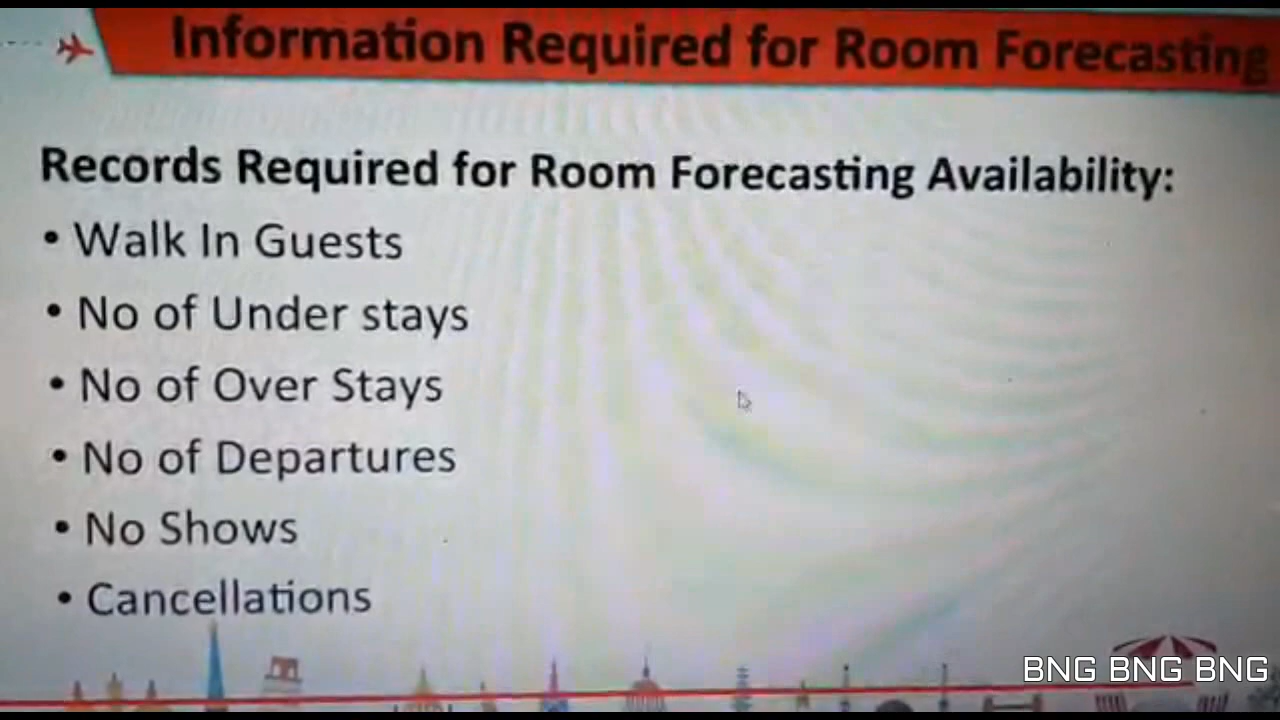 Information Required for Room Forecasting
Records Required for Room Forecasting Availability:
• Walk In Guests
• No of Under stays
• No of Over Stays
• No of Departures
• No Shows
• Cancellations
BNG BNG BNG